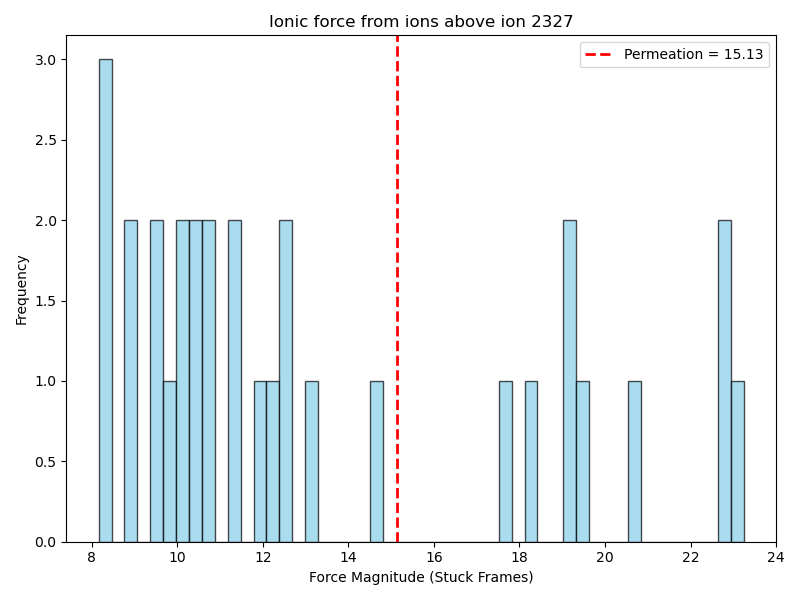 Ionic force from ions above ion 2327
Permeation = 15.13
3.0
2.5
2.0
1.5
1.0
0.5
0.0
Frequency
8 10 12 14 16 18 20 22 24
Force Magnitude (Stuck Frames)